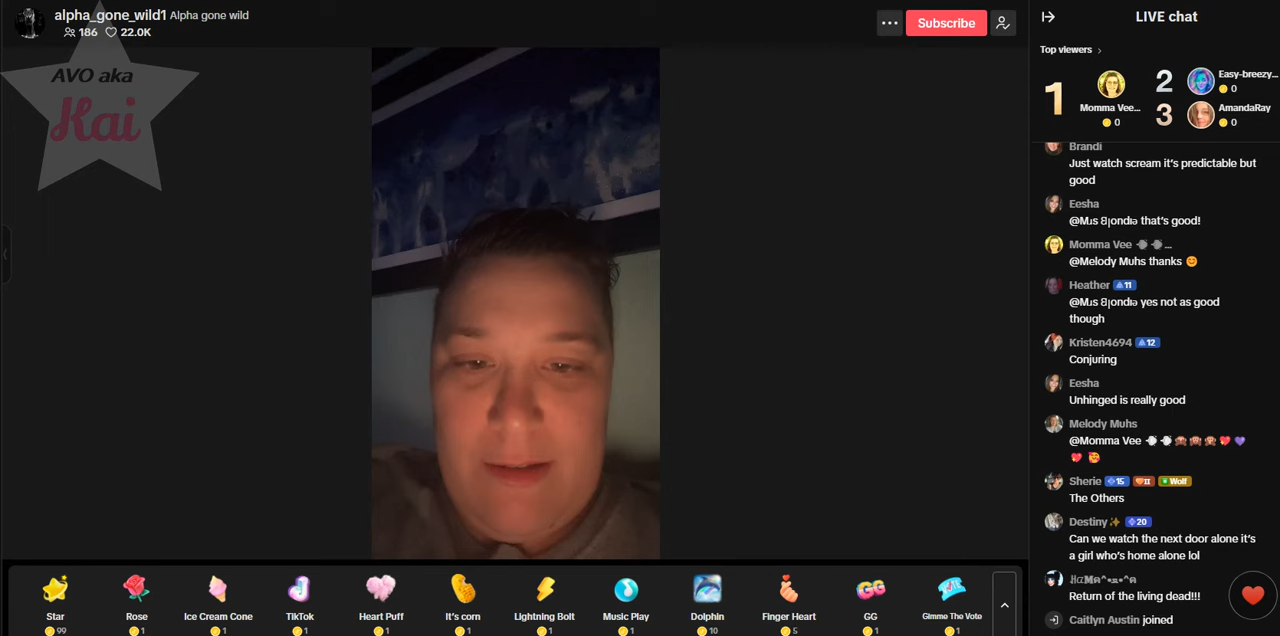 alpha_gone_wild1 Alpha gone wild
186 22.0K
Subscribe
AVO aka
Kai
LIVE chat
Top viewers
1
Momma Vee...
0
2
Easy-breezy...
0
3
AmandaRay
0
Brandi
Just watch scream it's predictable but
good
Eesha
that's good!
Momma Vee ...
@Melody Muhs thanks 😊
Heather 11
yes not as good
though
Kristen4694 12
Conjuring
Eesha
Unhinged is really good
Melody Muhs
@Momma Vee
Sherie 15 II Wolf
The Others
Destiny✨ 20
Can we watch the next door alone it's
a girl who's home alone lol
Return of the living dead!!!
Caitlyn Austin joined
Star
99
Rose
1
Ice Cream Cone
1
TikTok
1
Heart Puff
1
It's corn
1
Lightning Bolt
1
Music Play
1
Dolphin
10
Finger Heart
5
GG
GG
1
Gimme The Vote
1